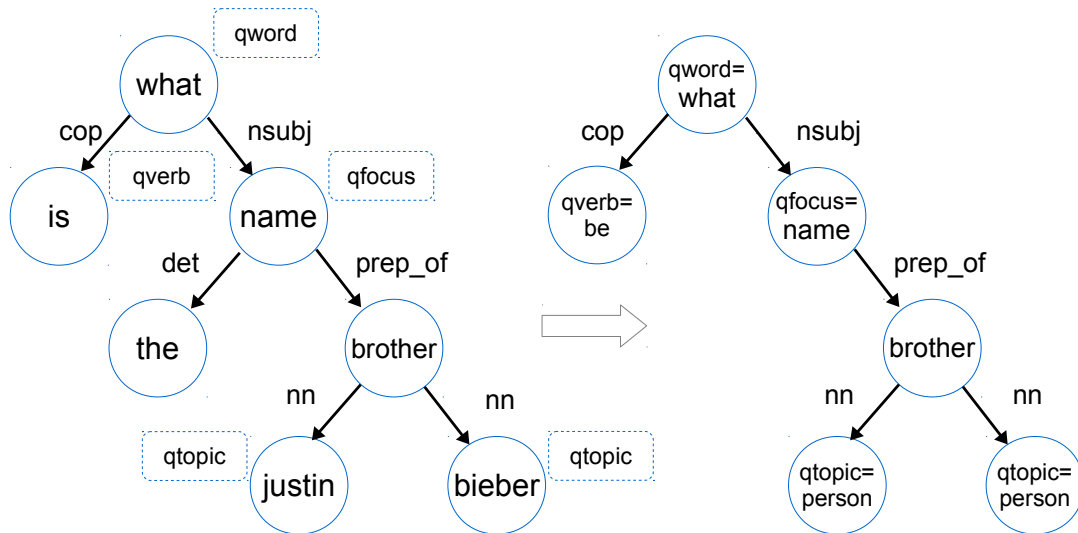 qword
what
cop
nsubj
qverb
qfocus
is
name
det
prep_of
the
brother
nn
nn
qtopic
qtopic
justin
bieber
qword=
what
cop
nsubj
qverb=
be
qfocus=
name
prep_of
brother
nn
nn
qtopic=
person
qtopic=
person